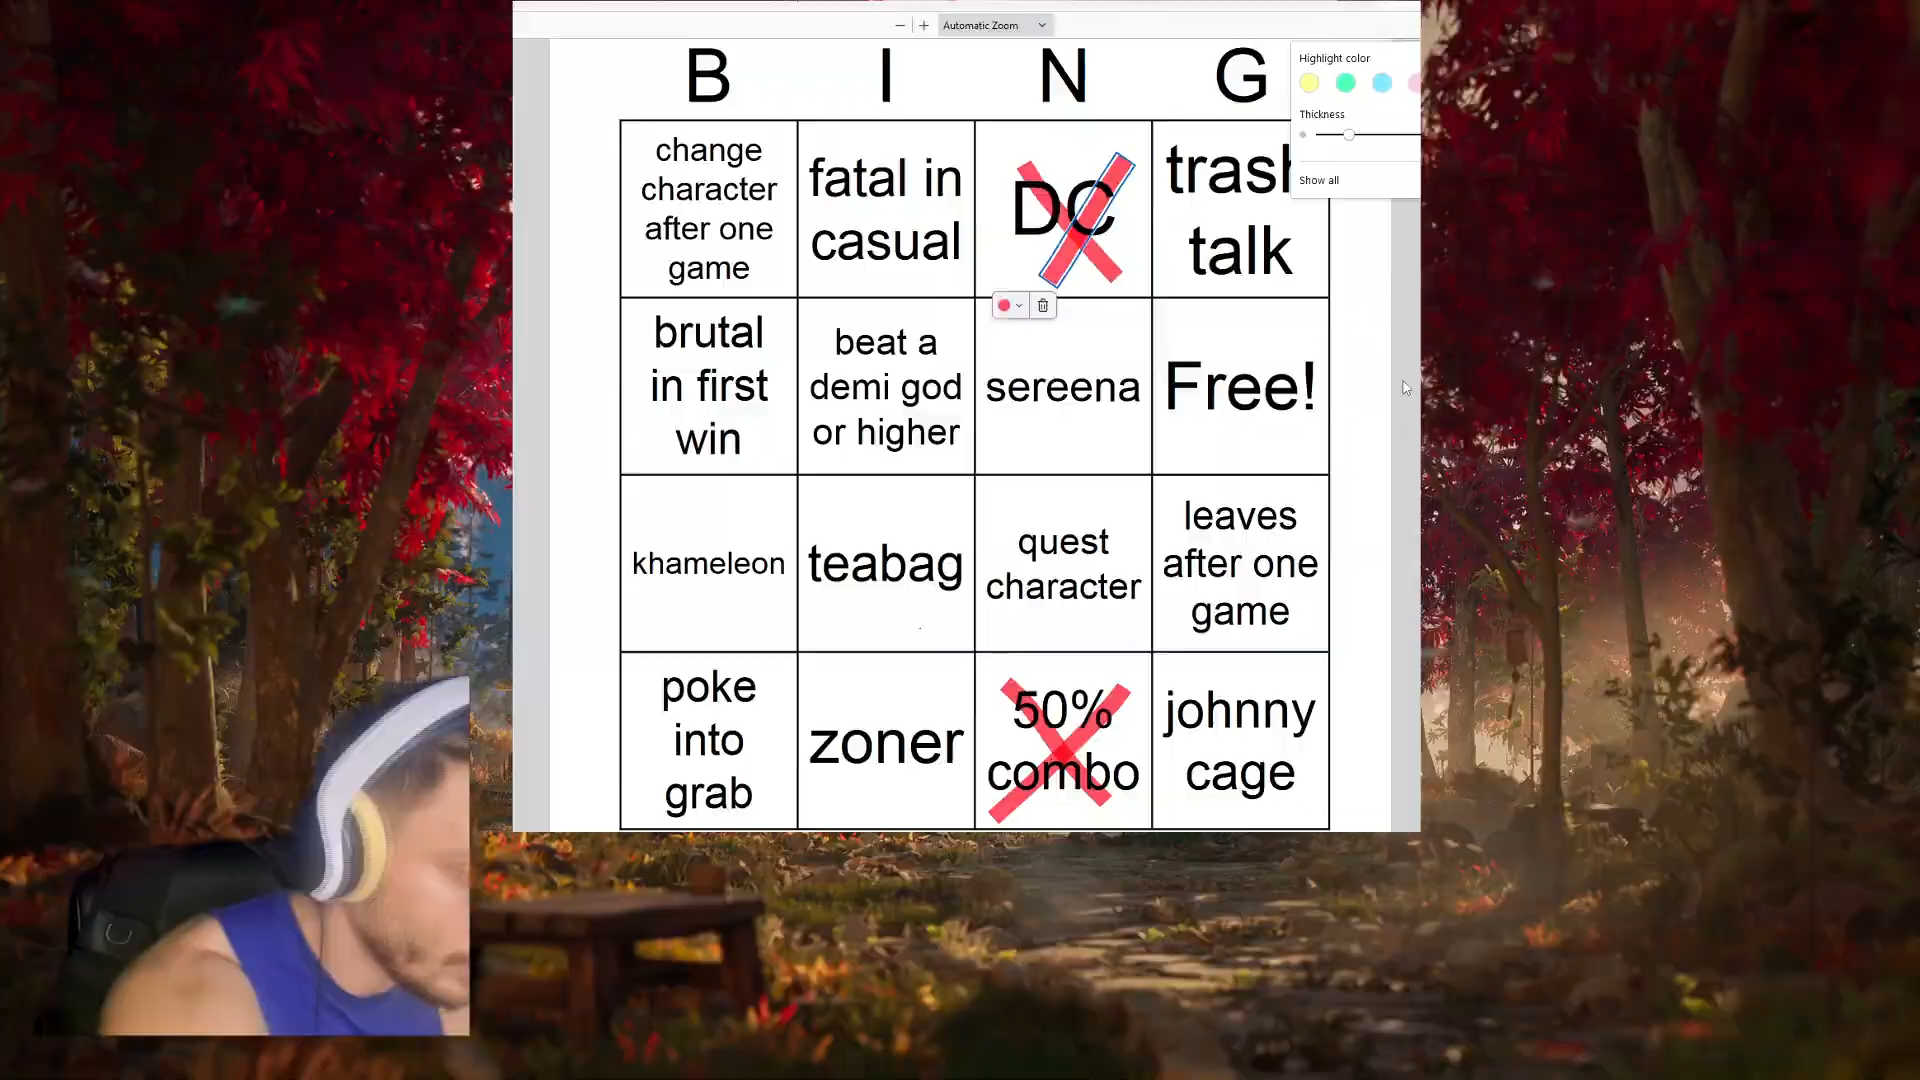 Automatic Zoom
B I N G
Highlight color
Thickness
Show all
change
character
after one
game
fatal in
casual
DC
trash
talk
brutal
in first
win
beat a
demi god
or higher
sereena
Free!
khameleon
teabag
quest
character
leaves
after one
game
poke
into
grab
zoner
50%
combo
johnny
cage